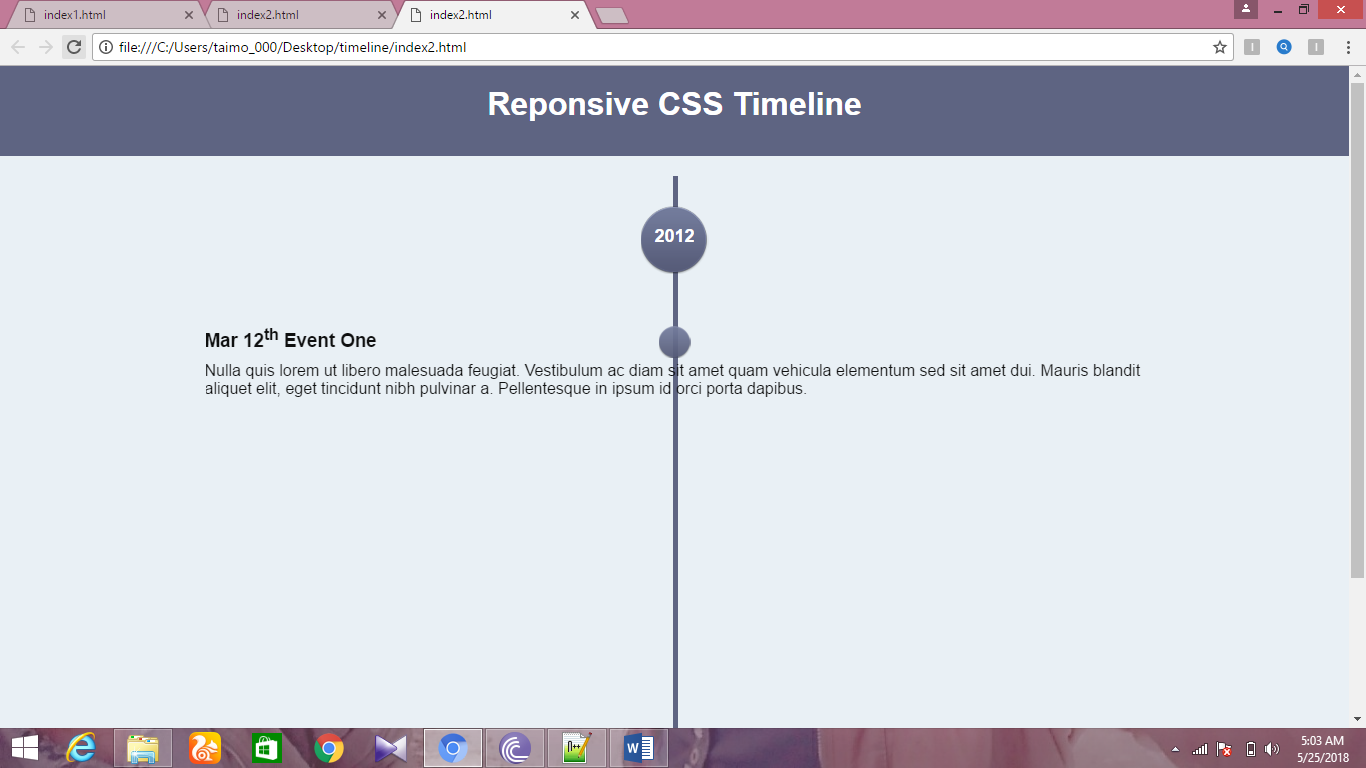 index1.html
index2.html
index2.html
file:///C:/Users/taimo_000/Desktop/timeline/index2.html
Reponsive CSS Timeline
2012
Mar 12th Event One
Nulla quis lorem ut libero malesuada feugiat. Vestibulum ac diam sit amet quam vehicula elementum sed sit amet dui. Mauris blandit
aliquet elit, eget tincidunt nibh pulvinar a. Pellentesque in ipsum id orci porta dapibus.
5:03 AM
5/25/2018